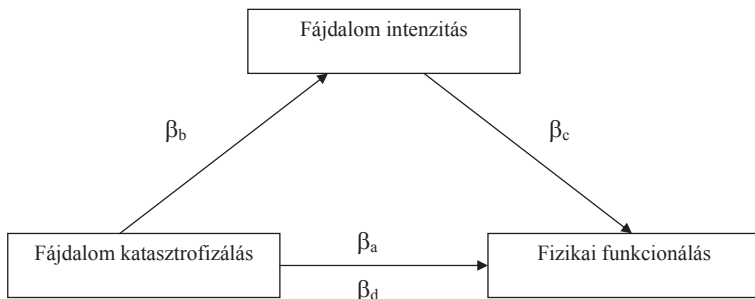 Fájdalom intenzitás
βb
βc
Fájdalom katasztrofizálás
βa
Fizikai funkcionálás
βd